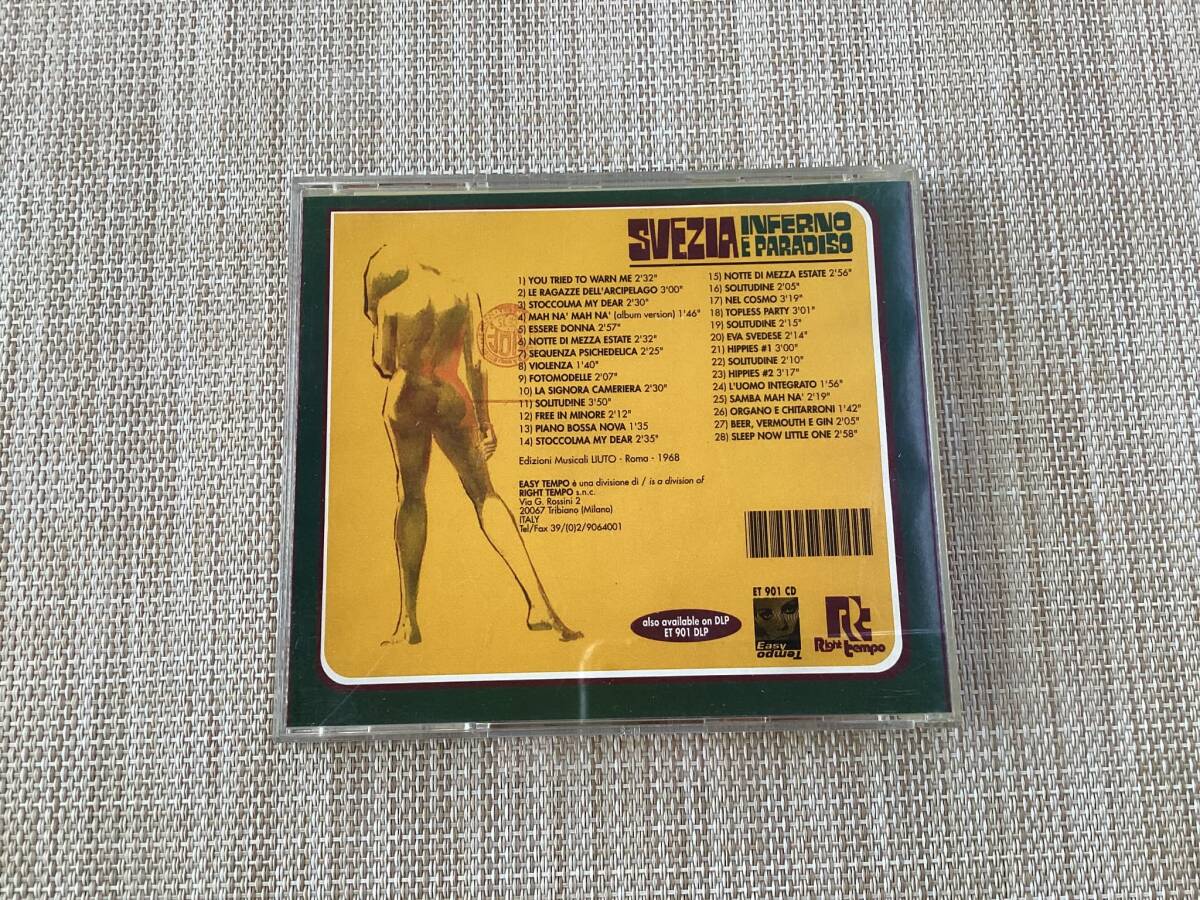 SVEZIA INFERNO
E PARADISO
1) YOU TRIED TO WARN ME 2'32"
2) LE RAGAZZE DELL'ARCIPELAGO 3'00"
3) STOCCOLMA MY DEAR 2'30"
4) MAH NA' MAH NA' (album version) 1'46"
5) ESSERE DONNA 2'57"
6) NOTTE DI MEZZA ESTATE 2'32"
7) SEQUENZA PSICHEDELICA 2'25"
8) VIOLENZA 1'40"
9) FOTOMODELLE 2'07"
10) LA SIGNORA CAMERIERA 2'30"
11) SOLITUDINE 3'50"
12) FREE IN MINORE 2'12"
13) PIANO BOSSA NOVA 1'35
14) STOCCOLMA MY DEAR 2'35"
15) NOTTE DI MEZZA ESTATE 2'56"
16) SOLITUDINE 2'05"
17) NEL COSMO 3'19"
18) TOPLESS PARTY 3'01"
19) SOLITUDINE 2'15"
20) EVA SVEDESE 2'14"
21) HIPPIES #1 3'00"
22) SOLITUDINE 2'10"
23) HIPPIES #2 3'17"
24) L'UOMO INTEGRATO 1'56"
25) SAMBA MAH NA' 2'19"
26) ORGANO E CHITARRONI 1'42"
27) BEER, VERMOUTH E GIN 2'05"
28) SLEEP NOW LITTLE ONE 2'58"
Edizioni Musicali LIUTO - Roma - 1968
EASY TEMPO è una divisione di / is a division of
RIGHT TEMPO s.n.c.
Via G. Rossini 2
20067 Tribiano (Milano)
ITALY
Tel/Fax 39/(0)2/9064001
also available on DLP
ET 901 DLP
ET 901 CD
Easy
Tempo
Right tempo